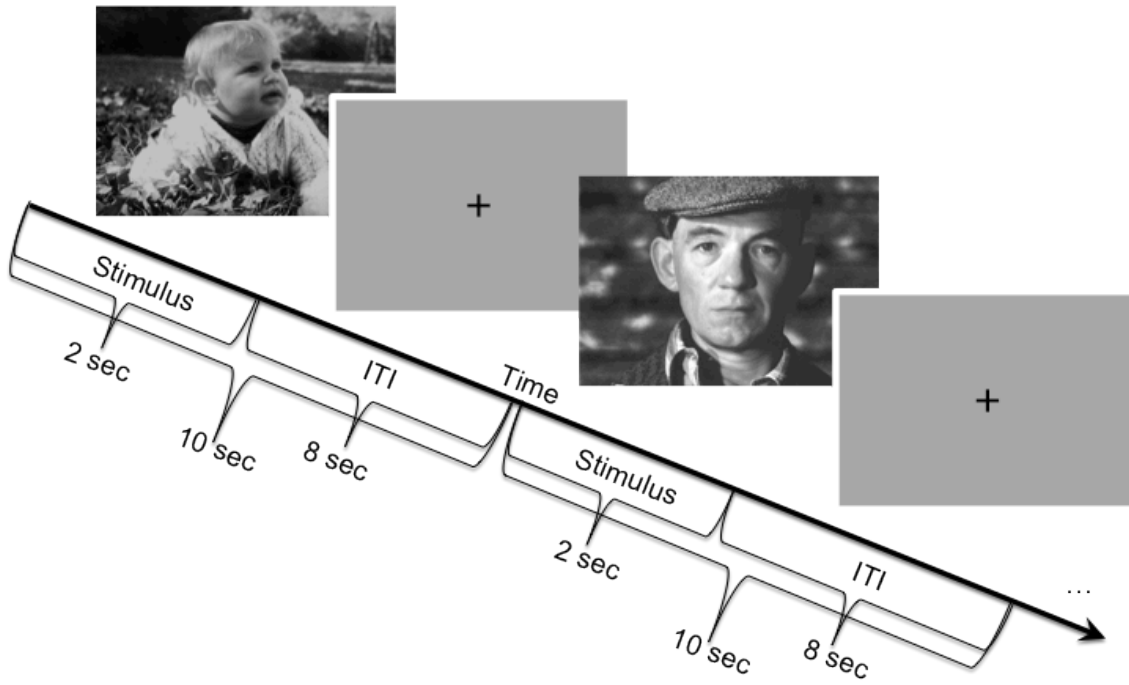 Stimulus
2 sec
ITI
10 sec
8 sec
Time
Stimulus
2 sec
ITI
10 sec
8 sec
...